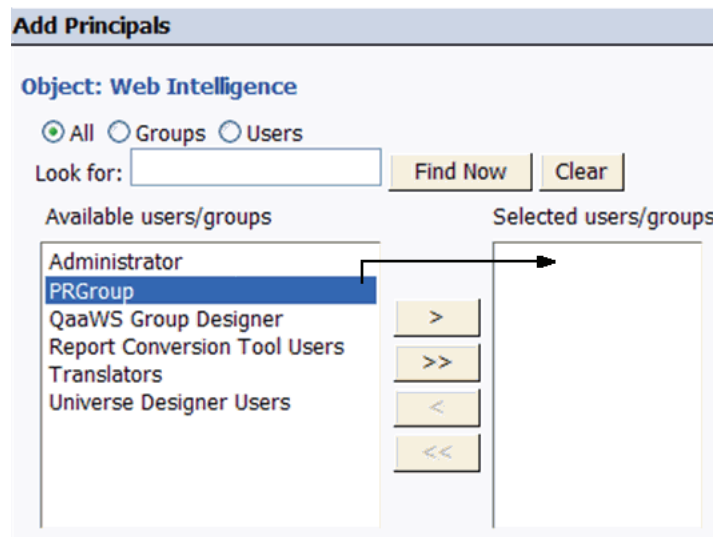 Add Principals
Object: Web Intelligence
All Groups Users
Look for: Find Now Clear
Available users/groups Selected users/groups
Administrator
PRGroup
QaaWS Group Designer
Report Conversion Tool Users
Translators
Universe Designer Users
>
>>
<
<<